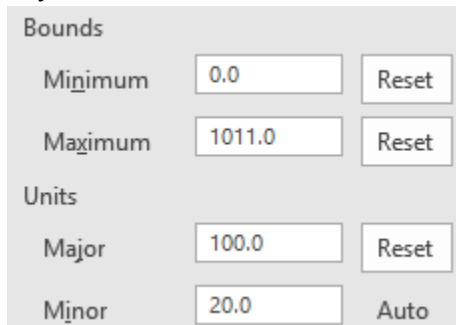 Bounds
Minimum 0.0 Reset
Maximum 1011.0 Reset
Units
Major 100.0 Reset
Minor 20.0 Auto